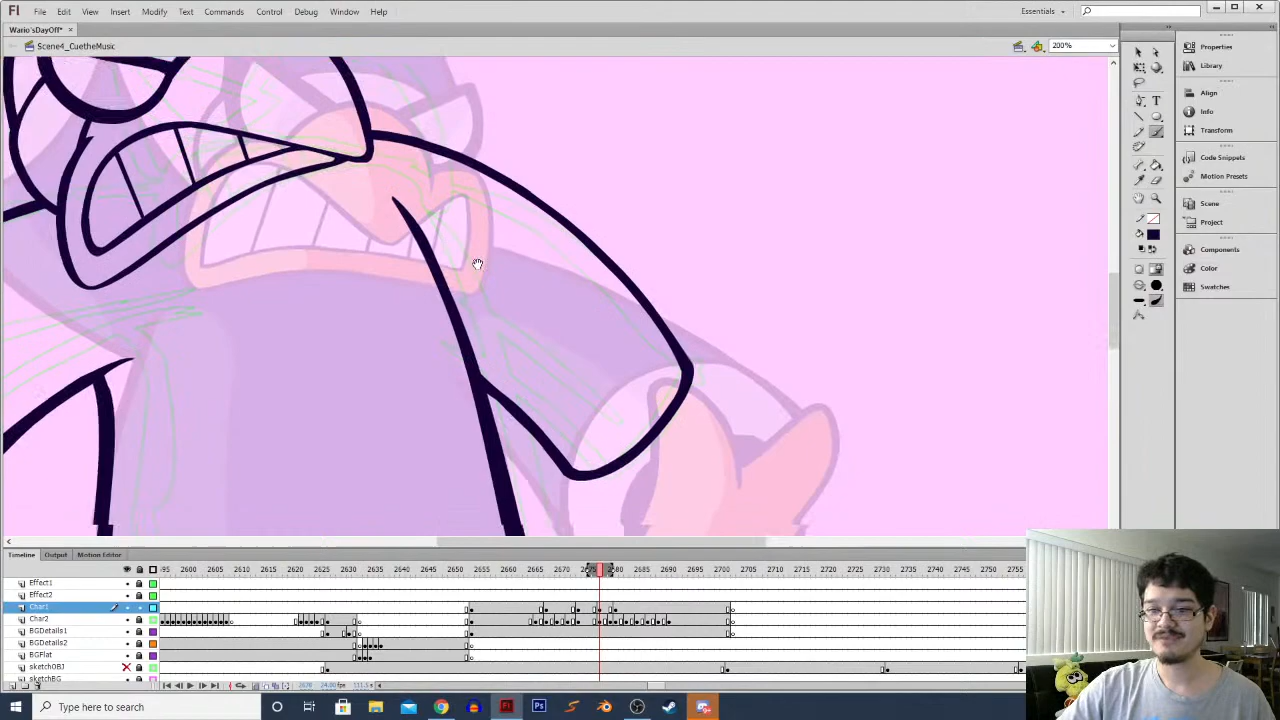 Fl File Edit View Insert Modify Text Commands Control Debug Window Help Essentials
Wario'sDayOff* ×
Scene4_CuetheMusic 200%
Properties
Library
Align
Info
Transform
Code Snippets
Motion Presets
Scene
Project
Components
Color
Swatches
Timeline Output Motion Editor
2600 2605 2610 2615 2620 2625 2630 2635 2640 2645 2650 2655 2660 2665 2670 2680 2685 2690 2695 2700 2705 2710 2715 2720 2725 2730 2735 2740 2745 2750 2755
Effect1
Effect2
Char1
Char2
BGDetails1
BGDetails2
BGFlat
sketchOBJ
sketchBG
Type here to search